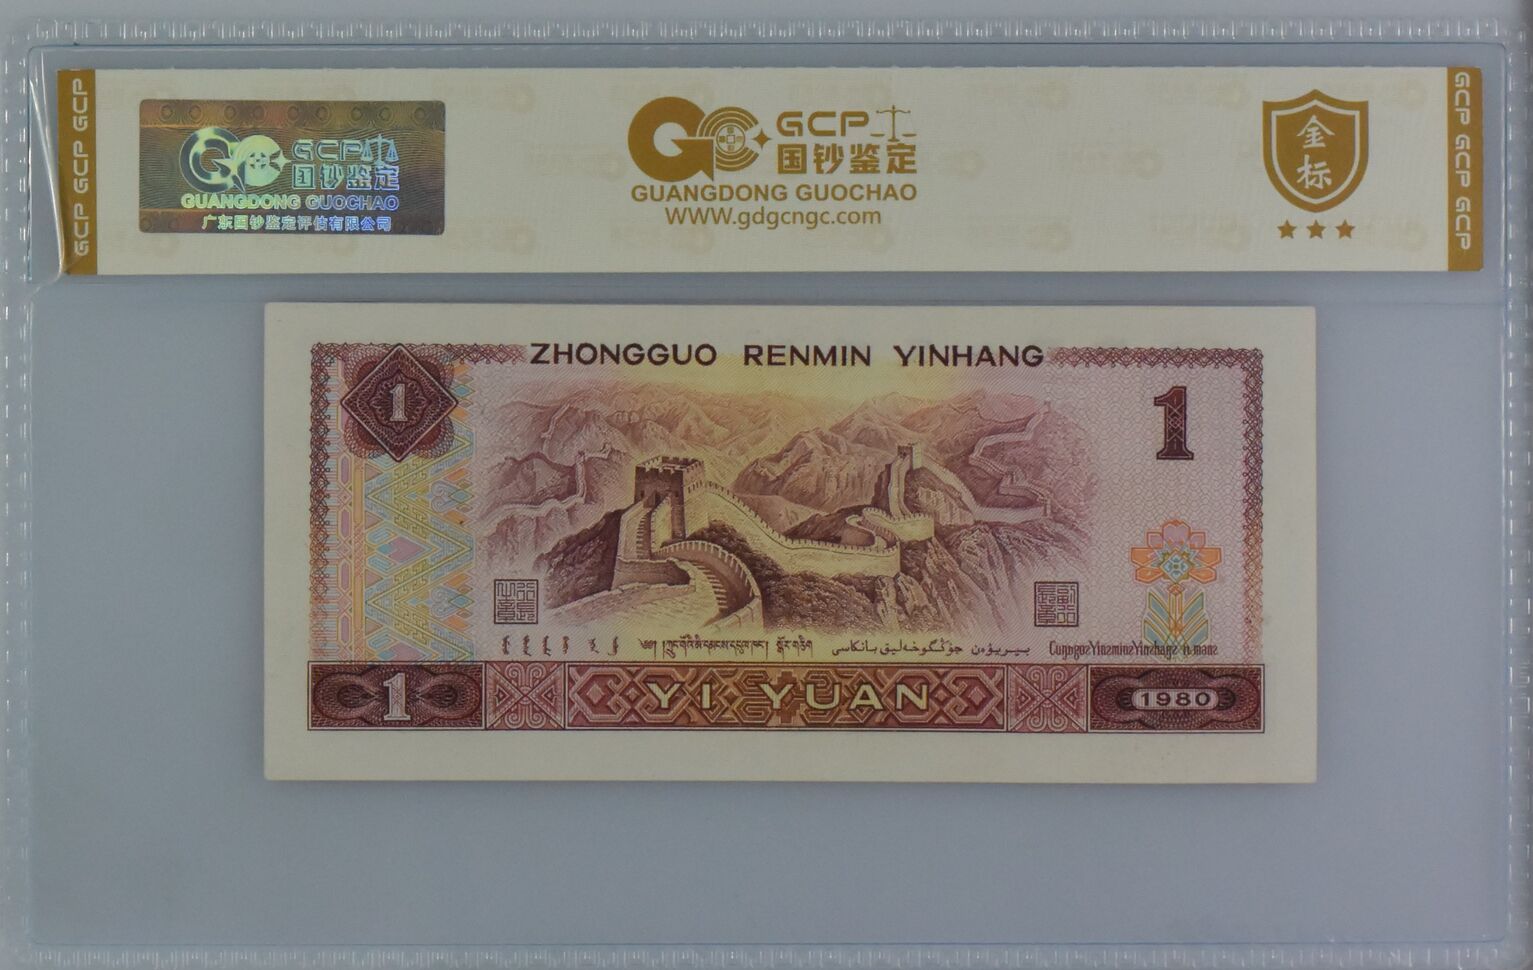 GCP GCP GCP
GCP
国钞鉴定
GUANGDONG GUOCHAO
广东国钞鉴定评估有限公司
GCP
国钞鉴定
GUANGDONG GUOCHAO
WWW.gdgcngc.com
金
标
GCP GCP GCP
ZHONGGUO RENMIN YINHANG
1
1
YI YUAN
1
1980